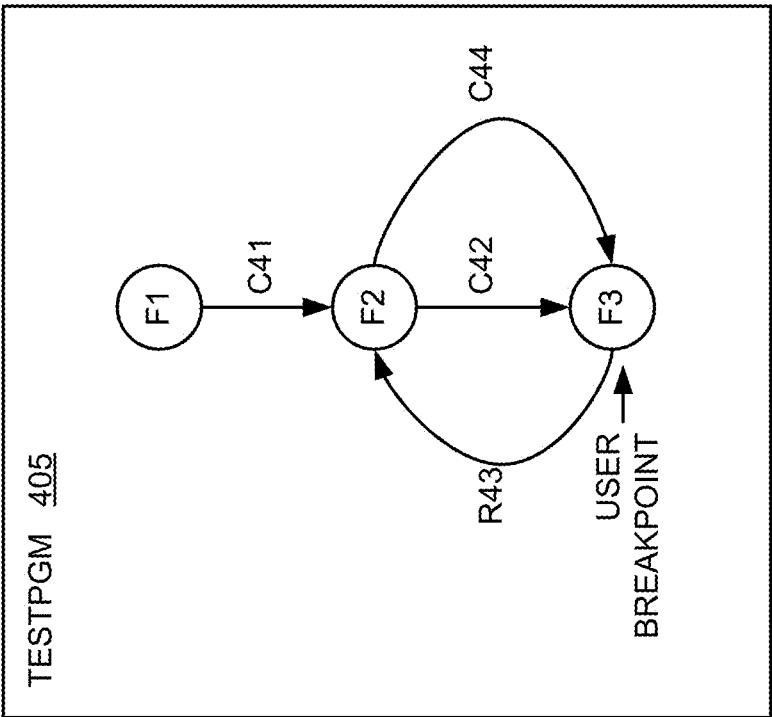 TESTPGM 405
F1
C41
F2
C44
C42
R43
F3
USER
BREAKPOINT